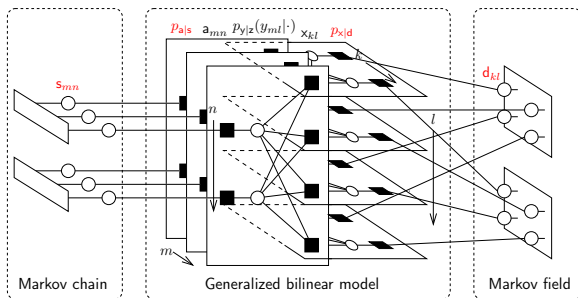 p_{a|s} a_{mn} p_{y|z}(y_{ml}|·) x_{kl} p_{x|d}
k
s_{mn}
d_{kl}
n
l
m
Markov chain
Generalized bilinear model
Markov field